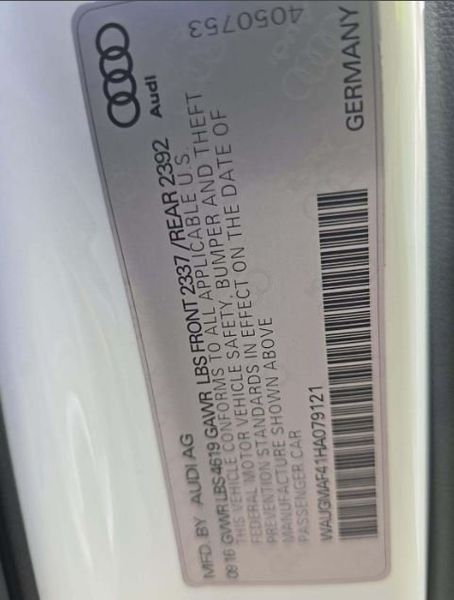 4050753
Audi
GERMANY
MFD. BY AUDI AG
09 16 GVWR LBS 4619 GAWR LBS FRONT 2337 /REAR 2392
THIS VEHICLE CONFORMS TO ALL APPLICABLE U.S.
FEDERAL MOTOR VEHICLE SAFETY, BUMPER AND THEFT
PREVENTION STANDARDS IN EFFECT ON THE DATE OF
MANUFACTURE SHOWN ABOVE
PASSENGER CAR
WAUGMAF41HA079121